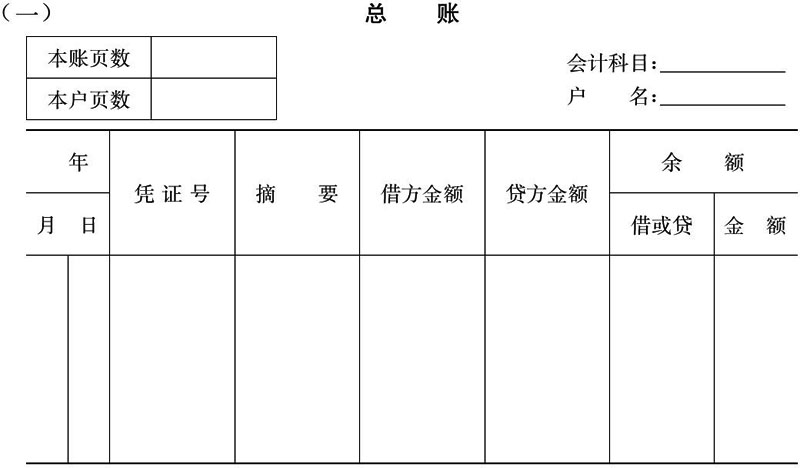 （一） 总 账
本账页数
本户页数
会计科目：
户 名：
年
月 日
凭 证 号
摘 要
借方金额
贷方金额
余 额
借或贷
金 额